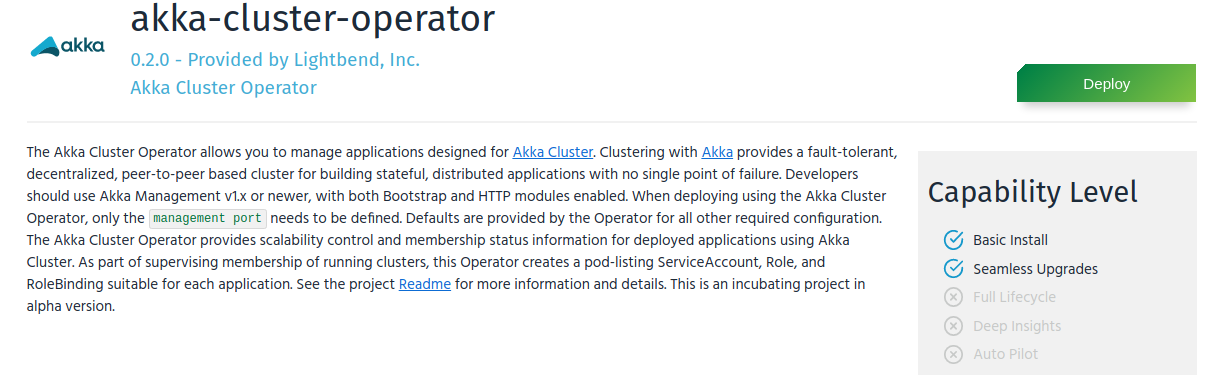 akka-cluster-operator
akka
0.2.0 - Provided by Lightbend, Inc.
Akka Cluster Operator
Deploy
The Akka Cluster Operator allows you to manage applications designed for Akka Cluster. Clustering with Akka provides a fault-tolerant,
decentralized, peer-to-peer based cluster for building stateful, distributed applications with no single point of failure. Developers
should use Akka Management v1.x or newer, with both Bootstrap and HTTP modules enabled. When deploying using the Akka Cluster
Operator, only the management port needs to be defined. Defaults are provided by the Operator for all other required configuration.
The Akka Cluster Operator provides scalability control and membership status information for deployed applications using Akka
Cluster. As part of supervising membership of running clusters, this Operator creates a pod-listing ServiceAccount, Role, and
RoleBinding suitable for each application. See the project Readme for more information and details. This is an incubating project in
alpha version.
Capability Level
Basic Install
Seamless Upgrades
Full Lifecycle
Deep Insights
Auto Pilot